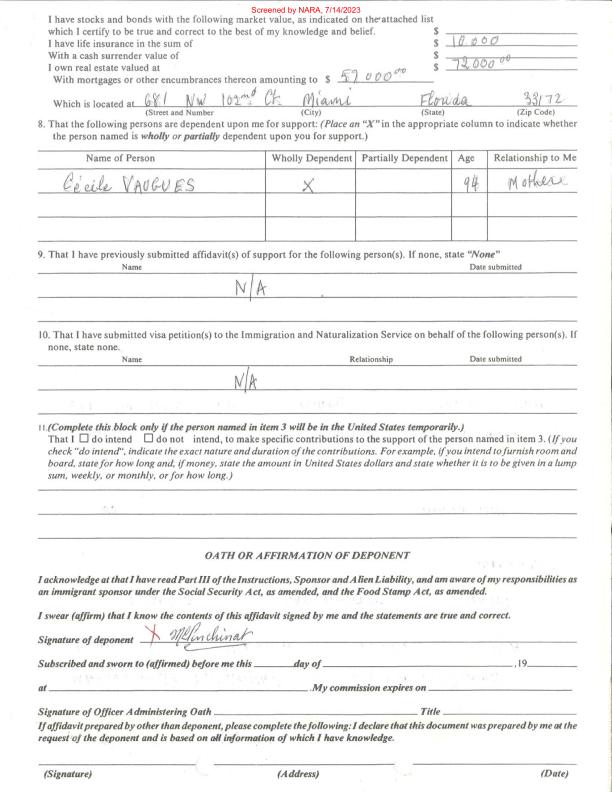 Screened by NARA, 7/14/2023
I have stocks and bonds with the following market value, as indicated on the attached list
which I certify to be true and correct to the best of my knowledge and belief. $
I have life insurance in the sum of $ 10.000
With a cash surrender value of $
I own real estate valued at $ 72000 00
With mortgages or other encumbrances thereon amounting to $ 57 000 00
Which is located at 681 NW 102nd Ct. Miami Florida 33172
(Street and Number) (City) (State) (Zip Code)
8. That the following persons are dependent upon me for support: (Place an "X" in the appropriate column to indicate whether
the person named is wholly or partially dependent upon you for support.)
Name of Person Wholly Dependent Partially Dependent Age Relationship to Me
Cécile VAUGUES X 94 Mother
9. That I have previously submitted affidavit(s) of support for the following person(s). If none, state "None"
Name Date submitted
N/A
10. That I have submitted visa petition(s) to the Immigration and Naturalization Service on behalf of the following person(s). If
none, state none.
Name Relationship Date submitted
N/A
11.(Complete this block only if the person named in item 3 will be in the United States temporarily.)
That I ☐ do intend ☐ do not intend, to make specific contributions to the support of the person named in item 3. (If you
check "do intend", indicate the exact nature and duration of the contributions. For example, if you intend to furnish room and
board, state for how long and, if money, state the amount in United States dollars and state whether it is to be given in a lump
sum, weekly, or monthly, or for how long.)
OATH OR AFFIRMATION OF DEPONENT
I acknowledge at that I have read Part III of the Instructions, Sponsor and Alien Liability, and am aware of my responsibilities as
an immigrant sponsor under the Social Security Act, as amended, and the Food Stamp Act, as amended.
I swear (affirm) that I know the contents of this affidavit signed by me and the statements are true and correct.
Signature of deponent X
Subscribed and sworn to (affirmed) before me this day of ,19
at .My commission expires on
Signature of Officer Administering Oath Title
If affidavit prepared by other than deponent, please complete the following: I declare that this document was prepared by me at the
request of the deponent and is based on all information of which I have knowledge.
(Signature) (Address) (Date)